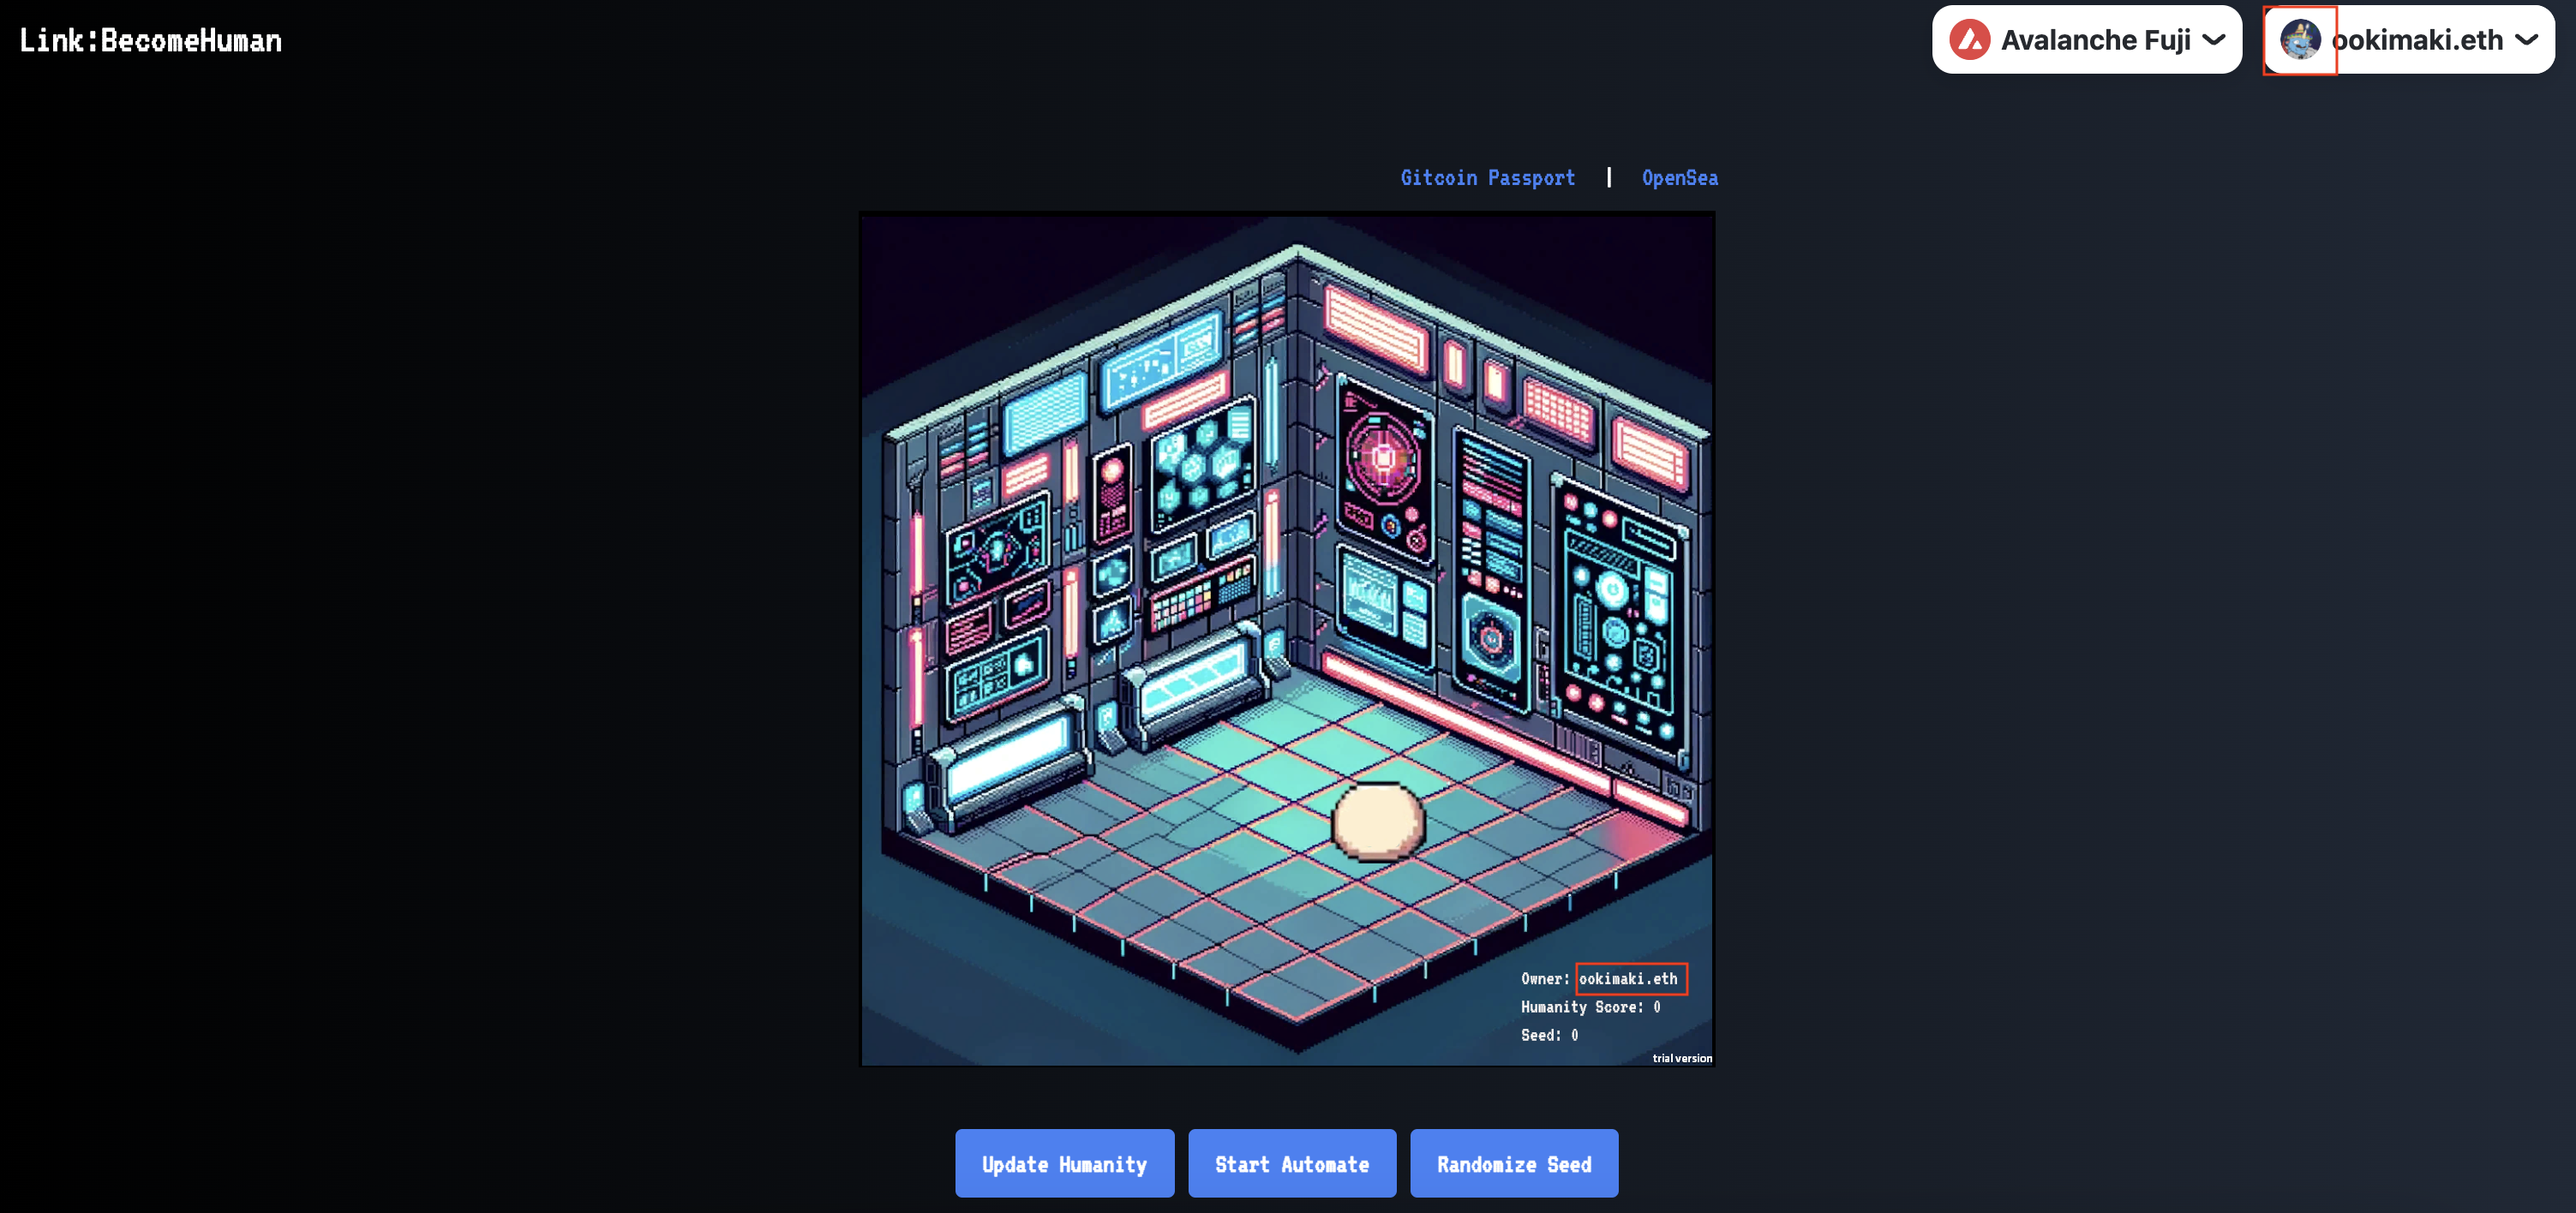 Link:BecomeHuman
Avalanche Fuji
ookimaki.eth
Gitcoin Passport | OpenSea
Owner: ookimaki.eth
Humanity Score: 0
Seed: 0
trial version
Update Humanity
Start Automate
Randomize Seed